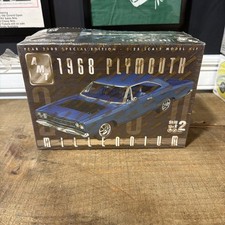 YEAR 2000 SPECIAL EDITION 1:25 SCALE MODEL KIT
AMT
1968 PLYMOUTH
MILLENNIUM
2